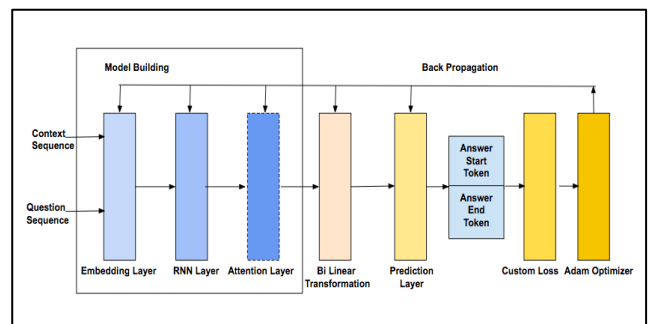 Model Building
Back Propagation
Context
Sequence
Question
Sequence
Answer
Start
Token
Answer
End
Token
Embedding Layer
RNN Layer
Attention Layer
Bi Linear
Transformation
Prediction
Layer
Custom Loss
Adam Optimizer